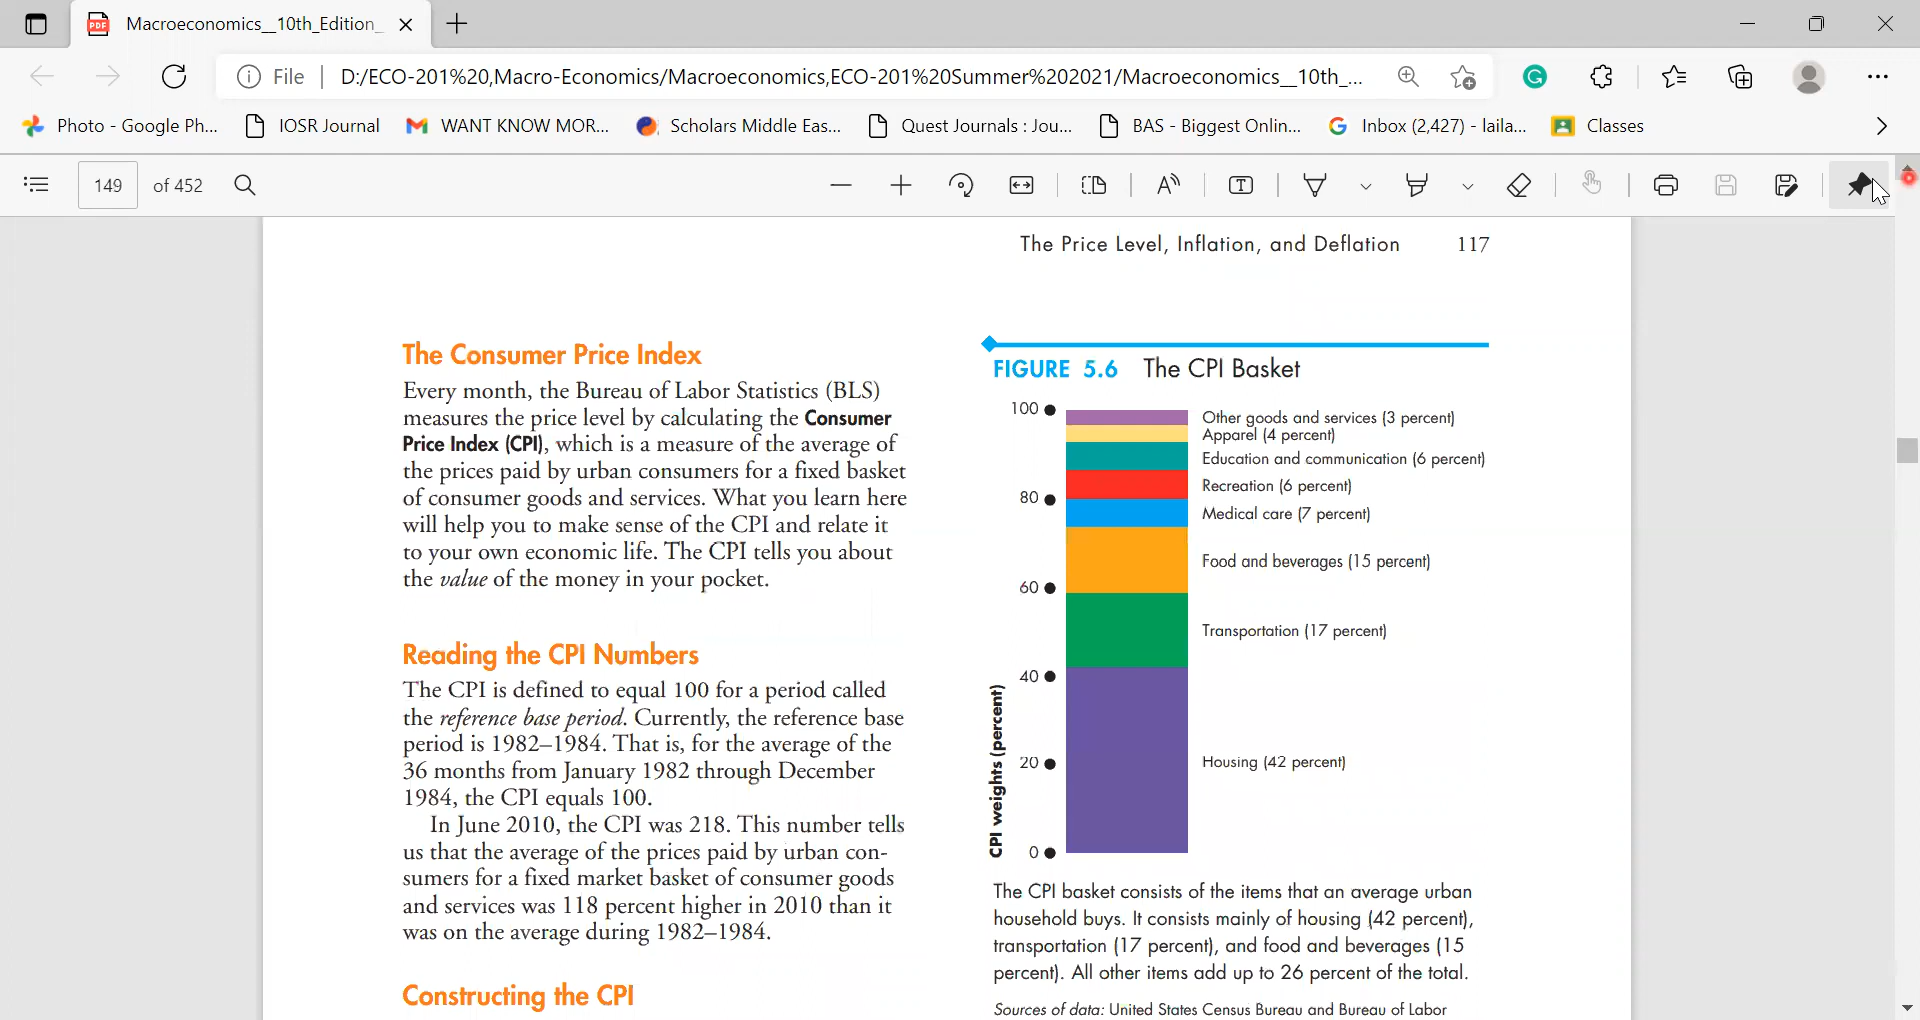 Macroeconomics__10th_Edition_
File
D:/ECO-201%20,Macro-Economics/Macroeconomics,ECO-201%20Summer%202021/Macroeconomics__10th_...
Photo - Google Ph...
IOSR Journal
WANT KNOW MOR...
Scholars Middle Eas...
Quest Journals : Jou...
BAS - Biggest Onlin...
Inbox (2,427) - laila...
Classes
149 of 452
The Price Level, Inflation, and Deflation 117
The Consumer Price Index
Every month, the Bureau of Labor Statistics (BLS)
measures the price level by calculating the Consumer
Price Index (CPI), which is a measure of the average of
the prices paid by urban consumers for a fixed basket
of consumer goods and services. What you learn here
will help you to make sense of the CPI and relate it
to your own economic life. The CPI tells you about
the value of the money in your pocket.
Reading the CPI Numbers
The CPI is defined to equal 100 for a period called
the reference base period. Currently, the reference base
period is 1982–1984. That is, for the average of the
36 months from January 1982 through December
1984, the CPI equals 100.
In June 2010, the CPI was 218. This number tells
us that the average of the prices paid by urban con-
sumers for a fixed market basket of consumer goods
and services was 118 percent higher in 2010 than it
was on the average during 1982–1984.
Constructing the CPI
FIGURE 5.6 The CPI Basket
100
80
60
40
20
0
CPI weights (percent)
Other goods and services (3 percent)
Apparel (4 percent)
Education and communication (6 percent)
Recreation (6 percent)
Medical care (7 percent)
Food and beverages (15 percent)
Transportation (17 percent)
Housing (42 percent)
The CPI basket consists of the items that an average urban
household buys. It consists mainly of housing (42 percent),
transportation (17 percent), and food and beverages (15
percent). All other items add up to 26 percent of the total.
Sources of data: United States Census Bureau and Bureau of Labor